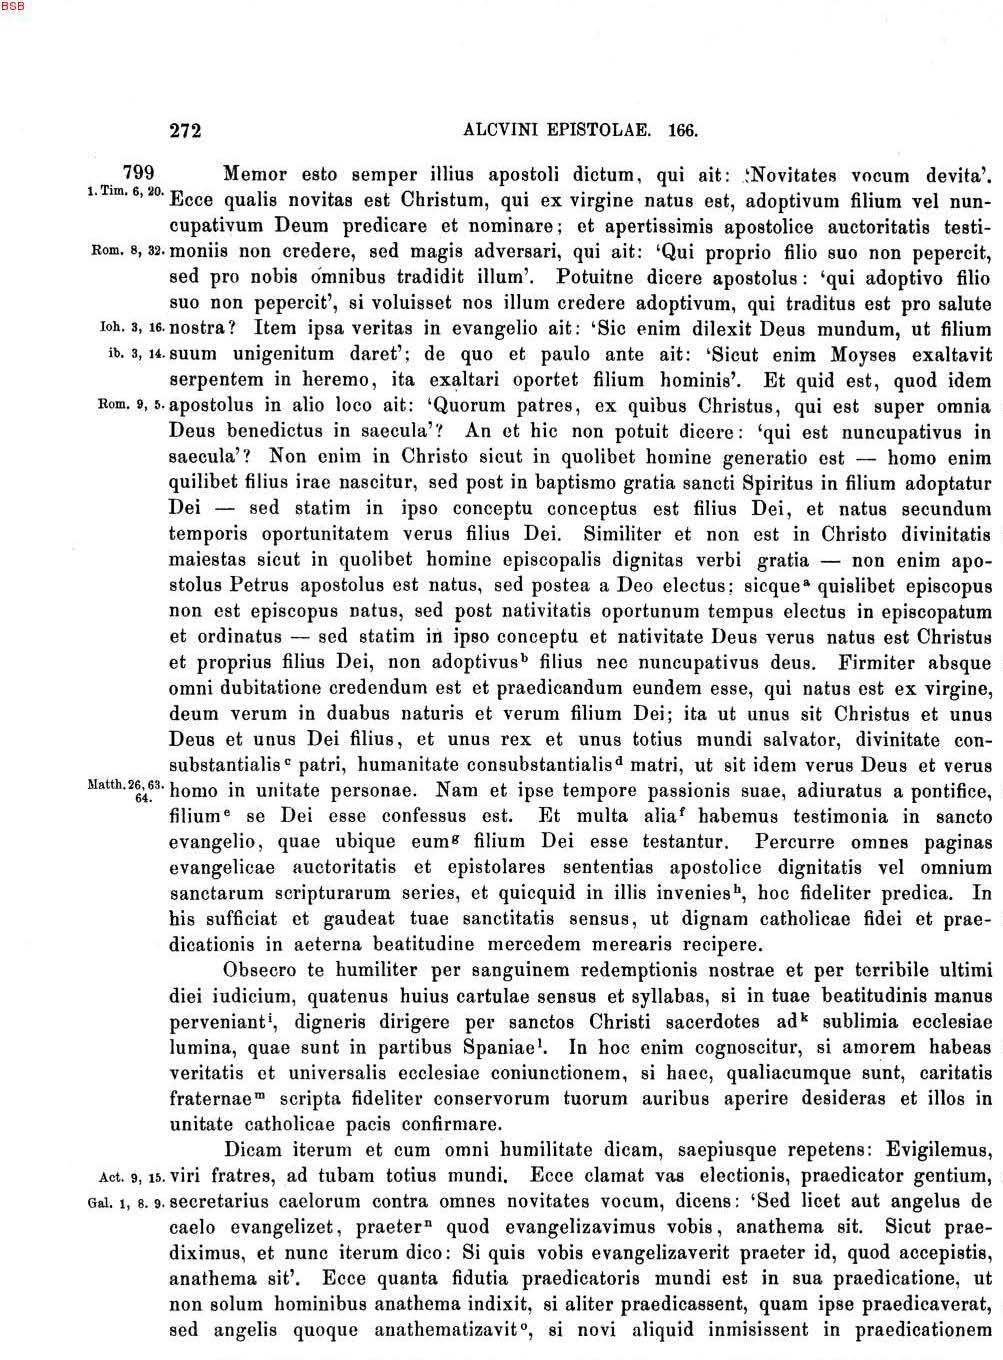 BSB
272 ALCVINI EPISTOLAE. 166.
799 Memor esto semper illius apostoli dictum, qui ait: ‘Novitates vocum devita’.
1. Tim. 6, 20. Ecce qualis novitas est Christum, qui ex virgine natus est, adoptivum filium vel nun-
cupativum Deum predicare et nominare; et apertissimis apostolice auctoritatis testi-
Rom. 8, 32. moniis non credere, sed magis adversari, qui ait: ‘Qui proprio filio suo non pepercit,
sed pro nobis omnibus tradidit illum’. Potuitne dicere apostolus: ‘qui adoptivo filio
suo non pepercit’, si voluisset nos illum credere adoptivum, qui traditus est pro salute
Ioh. 3, 16. nostra? Item ipsa veritas in evangelio ait: ‘Sic enim dilexit Deus mundum, ut filium
ib. 3, 14. suum unigenitum daret’; de quo et paulo ante ait: ‘Sicut enim Moyses exaltavit
serpentem in heremo, ita exaltari oportet filium hominis’. Et quid est, quod idem
Rom. 9, 5. apostolus in alio loco ait: ‘Quorum patres, ex quibus Christus, qui est super omnia
Deus benedictus in saecula’? An et hic non potuit dicere: ‘qui est nuncupativus in
saecula’? Non enim in Christo sicut in quolibet homine generatio est — homo enim
quilibet filius irae nascitur, sed post in baptismo gratia sancti Spiritus in filium adoptatur
Dei — sed statim in ipso conceptu conceptus est filius Dei, et natus secundum
temporis oportunitatem verus filius Dei. Similiter et non est in Christo divinitatis
maiestas sicut in quolibet homine episcopalis dignitas verbi gratia — non enim apo-
stolus Petrus apostolus est natus, sed postea a Deo electus; sicque ᵃ quislibet episcopus
non est episcopus natus, sed post nativitatis oportunum tempus electus in episcopatum
et ordinatus — sed statim in ipso conceptu et nativitate Deus verus natus est Christus
et proprius filius Dei, non adoptivus ᵇ filius nec nuncupativus deus. Firmiter absque
omni dubitatione credendum est et praedicandum eundem esse, qui natus est ex virgine,
deum verum in duabus naturis et verum filium Dei; ita ut unus sit Christus et unus
Deus et unus Dei filius, et unus rex et unus totius mundi salvator, divinitate con-
substantialis ᶜ patri, humanitate consubstantialis ᵈ matri, ut sit idem verus Deus et verus
Matth. 26, 63. 64. homo in unitate personae. Nam et ipse tempore passionis suae, adiuratus a pontifice,
filium ᵉ se Dei esse confessus est. Et multa alia ᶠ habemus testimonia in sancto
evangelio, quae ubique eum ᵍ filium Dei esse testantur. Percurre omnes paginas
evangelicae auctoritatis et epistolares sententias apostolice dignitatis vel omnium
sanctarum scripturarum series, et quicquid in illis invenies ʰ, hoc fideliter predica. In
his sufficiat et gaudeat tuae sanctitatis sensus, ut dignam catholicae fidei et prae-
dicationis in aeterna beatitudine mercedem merearis recipere.
Obsecro te humiliter per sanguinem redemptionis nostrae et per terribile ultimi
diei iudicium, quatenus huius cartulae sensus et syllabas, si in tuae beatitudinis manus
perveniant ⁱ, digneris dirigere per sanctos Christi sacerdotes ad ᵏ sublimia ecclesiae
lumina, quae sunt in partibus Spaniae ˡ. In hoc enim cognoscitur, si amorem habeas
veritatis et universalis ecclesiae coniunctionem, si haec, qualiacumque sunt, caritatis
fraternae ᵐ scripta fideliter conservorum tuorum auribus aperire desideras et illos in
unitate catholicae pacis confirmare.
Dicam iterum et cum omni humilitate dicam, saepiusque repetens: Evigilemus,
Act. 9, 15. viri fratres, ad tubam totius mundi. Ecce clamat vas electionis, praedicator gentium,
Gal. 1, 8. 9. secretarius caelorum contra omnes novitates vocum, dicens: ‘Sed licet aut angelus de
caelo evangelizet, praeter ⁿ quod evangelizavimus vobis, anathema sit. Sicut prae-
diximus, et nunc iterum dico: Si quis vobis evangelizaverit praeter id, quod accepistis,
anathema sit’. Ecce quanta fidutia praedicatoris mundi est in sua praedicatione, ut
non solum hominibus anathema indixit, si aliter praedicassent, quam ipse praedicaverat,
sed angelis quoque anathematizavit ᵒ, si novi aliquid inmisissent in praedicationem